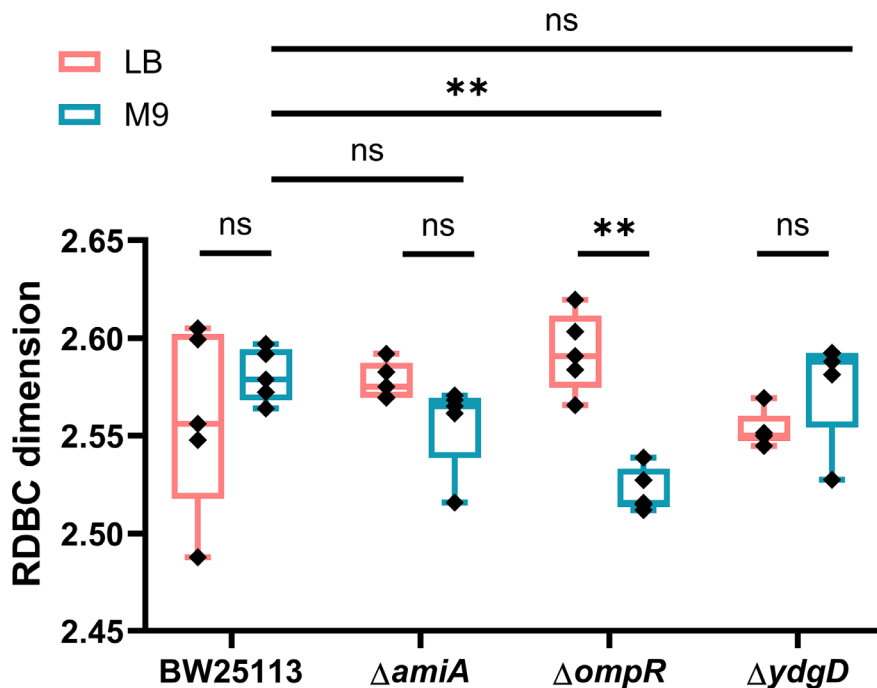 ns
LB
M9
**
ns
ns
ns
**
ns
2.65
2.60
2.55
2.50
2.45
RDBC dimension
BW25113
ΔamiA
ΔompR
ΔydgD